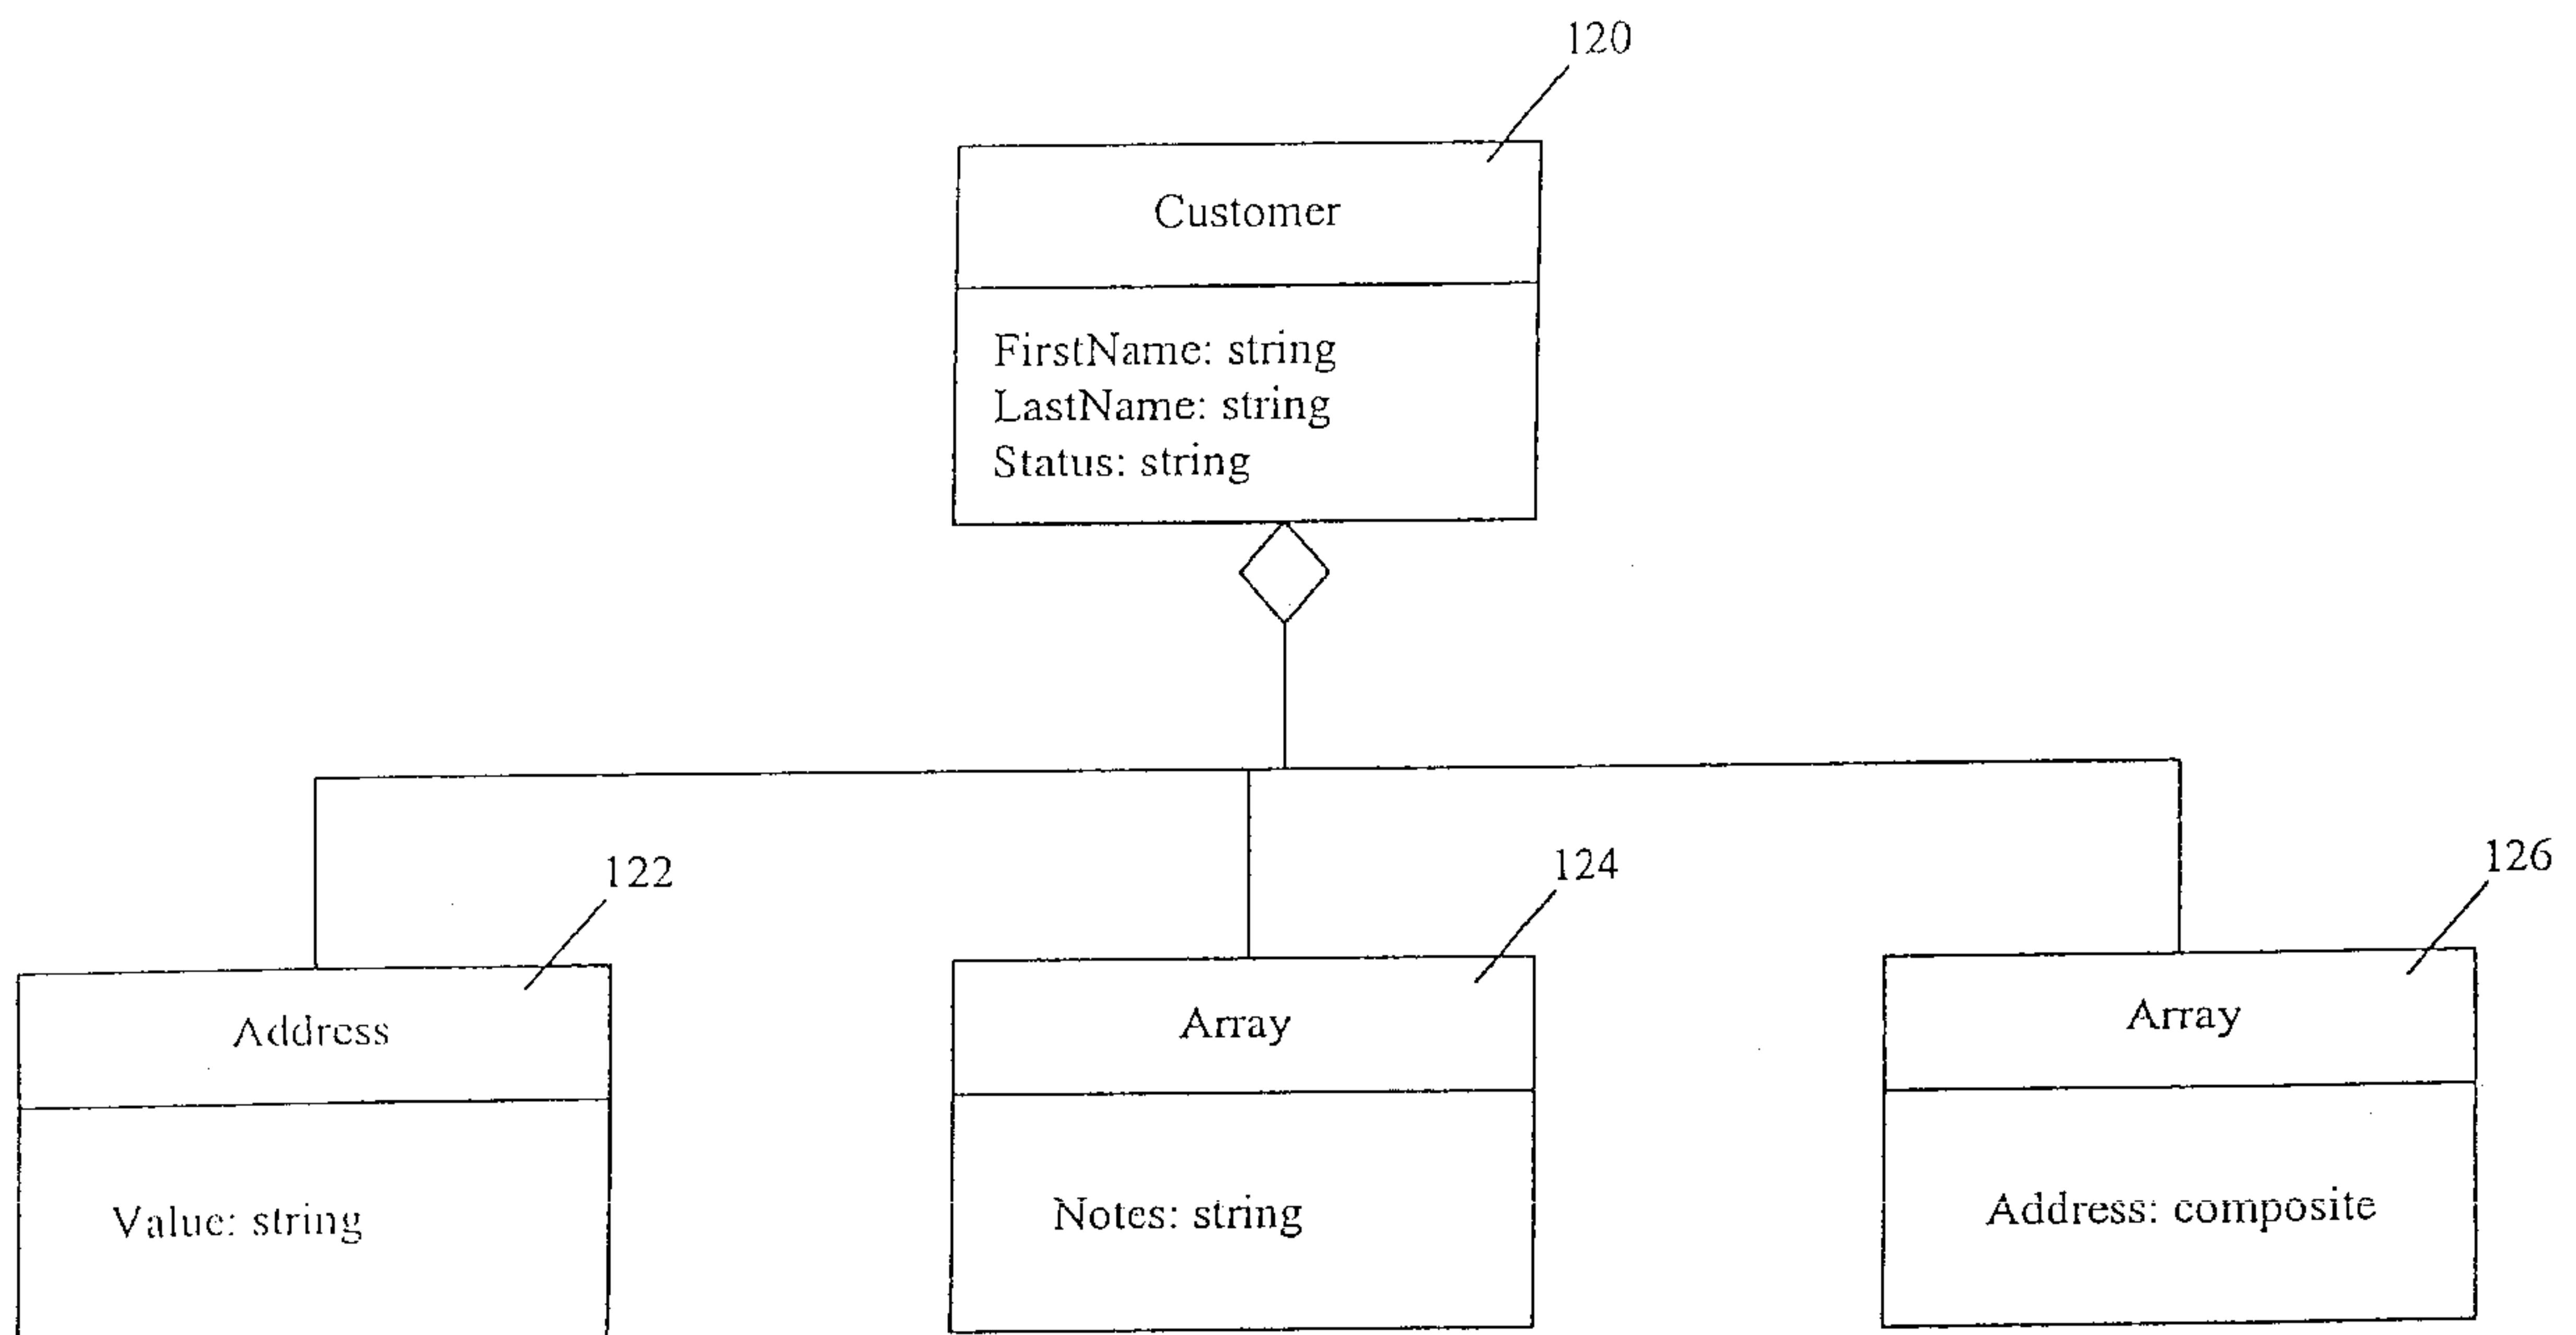 120
Customer
FirstName: string
LastName: string
Status: string
122
124
126
Address
Array
Array
Value: string
Notes: string
Address: composite